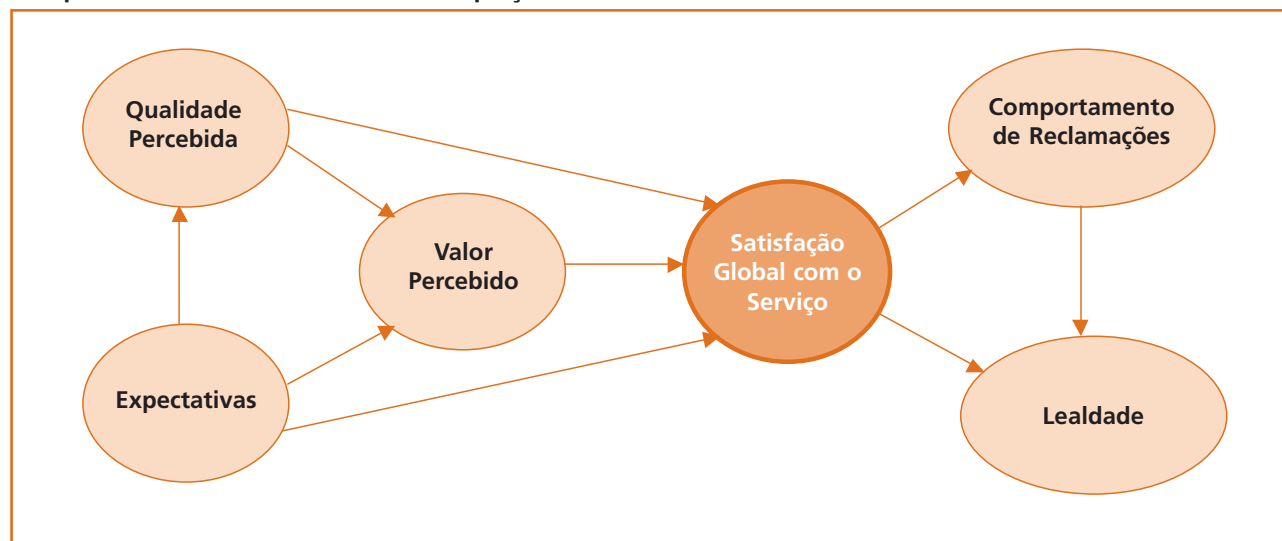 Qualidade
Percebida
Comportamento
de Reclamações
Valor
Percebido
Satisfação
Global com o
Serviço
Expectativas
Lealdade